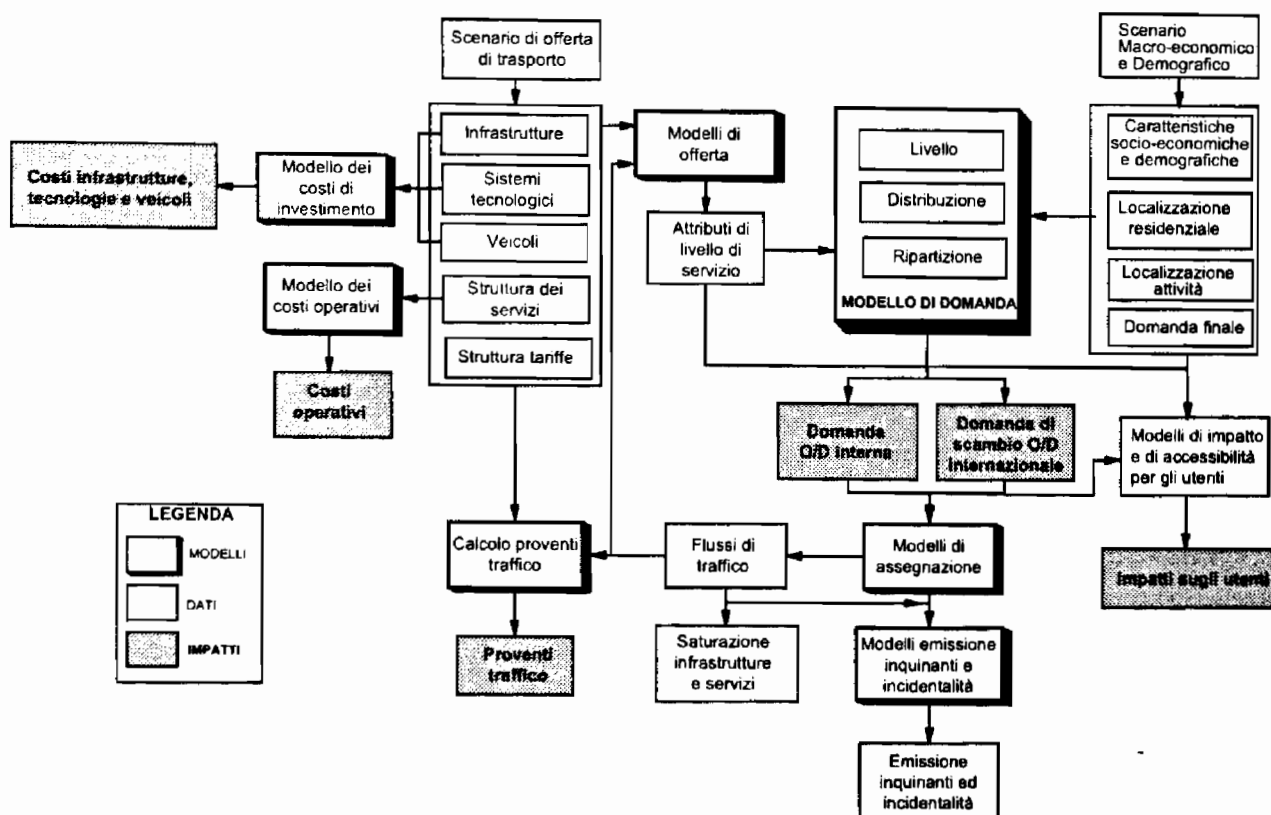 Scenario di offerta
di trasporto
Scenario
Macro-economico
e Demografico
Infrastrutture
Sistemi
tecnologici
Veicoli
Struttura dei
servizi
Struttura tariffe
Modelli di
offerta
Attributi di
livello di
servizio
Livello
Distribuzione
Ripartizione
MODELLO DI DOMANDA
Caratteristiche
socio-economiche
e demografiche
Localizzazione
residenziale
Localizzazione
attività
Domanda finale
Costi infrastrutture,
tecnologie e veicoli
Modello dei
costi di
investimento
Modello dei
costi operativi
Costi
operativi
Domanda
O/D interna
Domanda di
scambio O/D
internazionale
Modelli di impatto
e di accessibilità
per gli utenti
LEGENDA
MODELLI
DATI
IMPATTI
Calcolo proventi
traffico
Flussi di
traffico
Modelli di
assegnazione
Impatti sugli utenti
Proventi
traffico
Saturazione
infrastrutture
e servizi
Modelli emissione
inquinanti e
incidentalità
Emissione
inquinanti ed
incidentalità